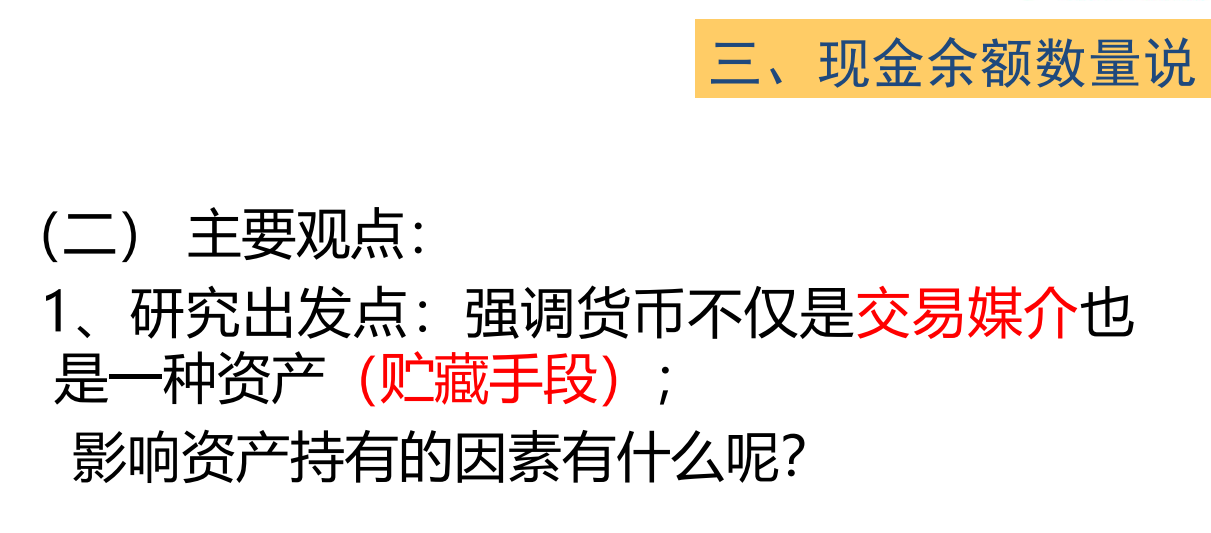 三、现金余额数量说
(二) 主要观点：
1、研究出发点：强调货币不仅是交易媒介也
是一种资产（贮藏手段）；
影响资产持有的因素有什么呢？